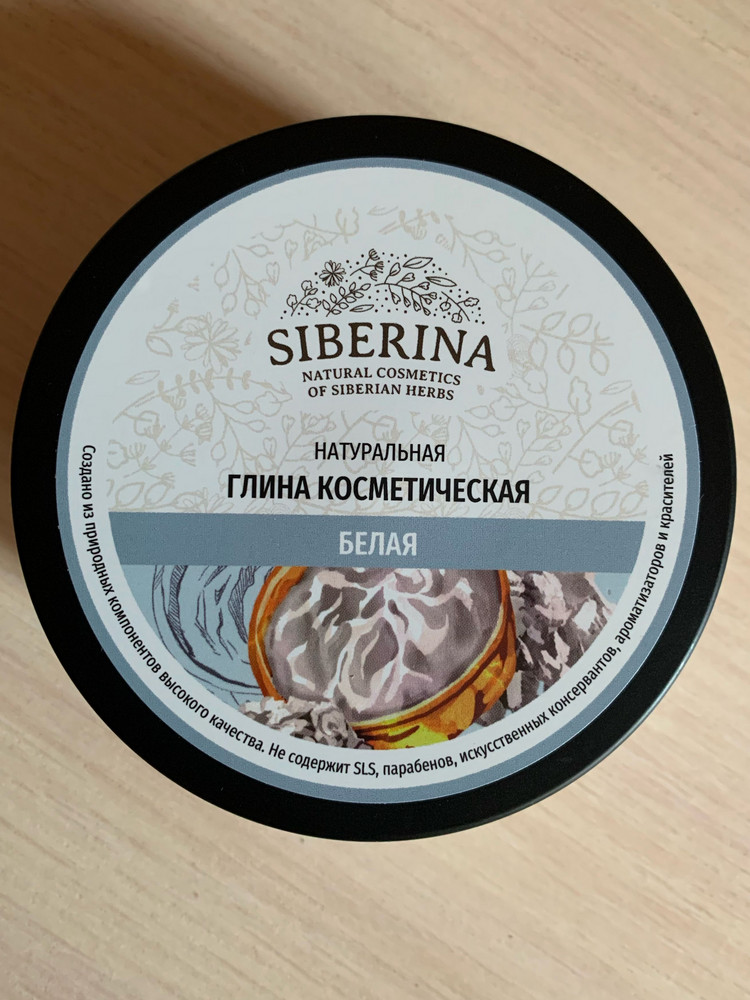 SIBERINA
NATURAL COSMETICS
OF SIBERIAN HERBS
НАТУРАЛЬНАЯ
ГЛИНА КОСМЕТИЧЕСКАЯ
БЕЛАЯ
Создано из природных компонентов высокого качества. Не содержит SLS, парабенов, искусственных консервантов, ароматизаторов и красителей